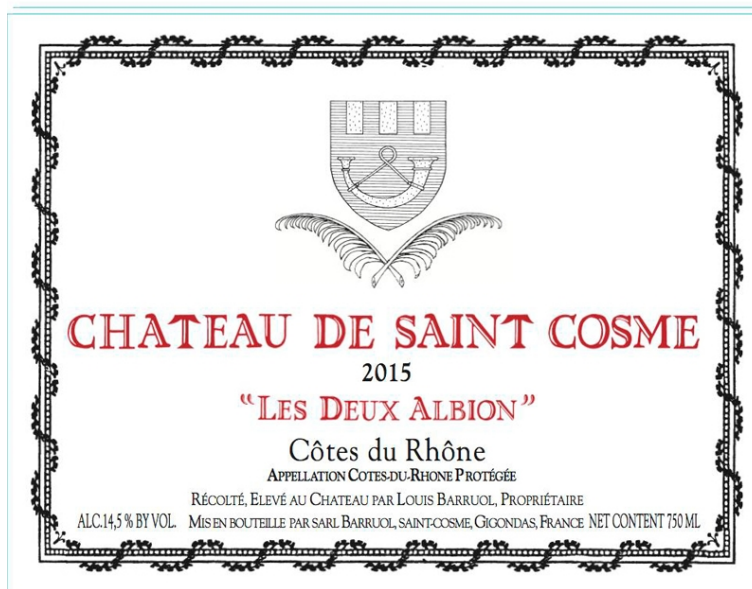 CHATEAU DE SAINT COSME
2015
“LES DEUX ALBION”
Côtes du Rhône
APPELLATION COTES-DU-RHONE PROTÉGÉE
RÉCOLTÉ, ELEVÉ AU CHATEAU PAR LOUIS BARRUOL, PROPRIÉTAIRE
ALC.14,5 % BY VOL. MIS EN BOUTEILLE PAR SARL BARRUOL, SAINT-COSME, GIGONDAS, FRANCE NET CONTENT 750 ML